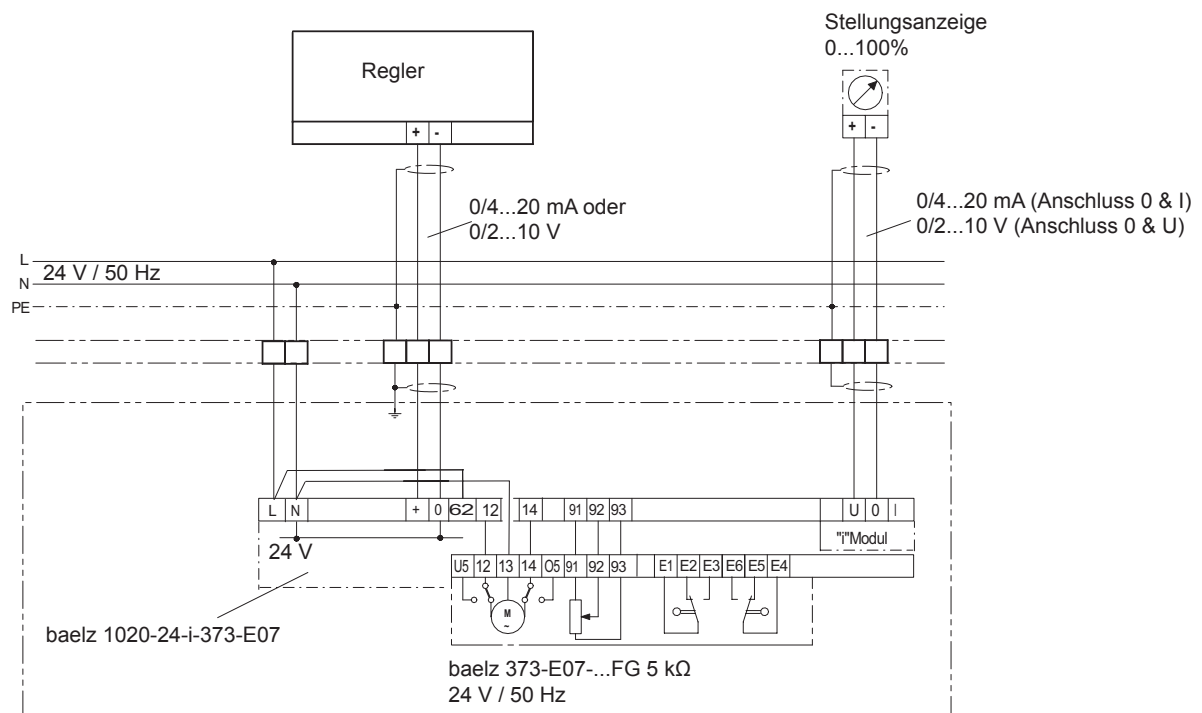 Stellungsanzeige
0...100%
Regler
+ -
+ -
0/4...20 mA oder
0/2...10 V
0/4...20 mA (Anschluss 0 & I)
0/2...10 V (Anschluss 0 & U)
L
24 V / 50 Hz
N
PE
L N + 0 62 12 14 91 92 93 U 0 I
"i"Modul
24 V
U5 12 13 14 O5 91 92 93 E1 E2 E3 E6 E5 E4
M
~
baelz 1020-24-i-373-E07
baelz 373-E07-...FG 5 kΩ
24 V / 50 Hz